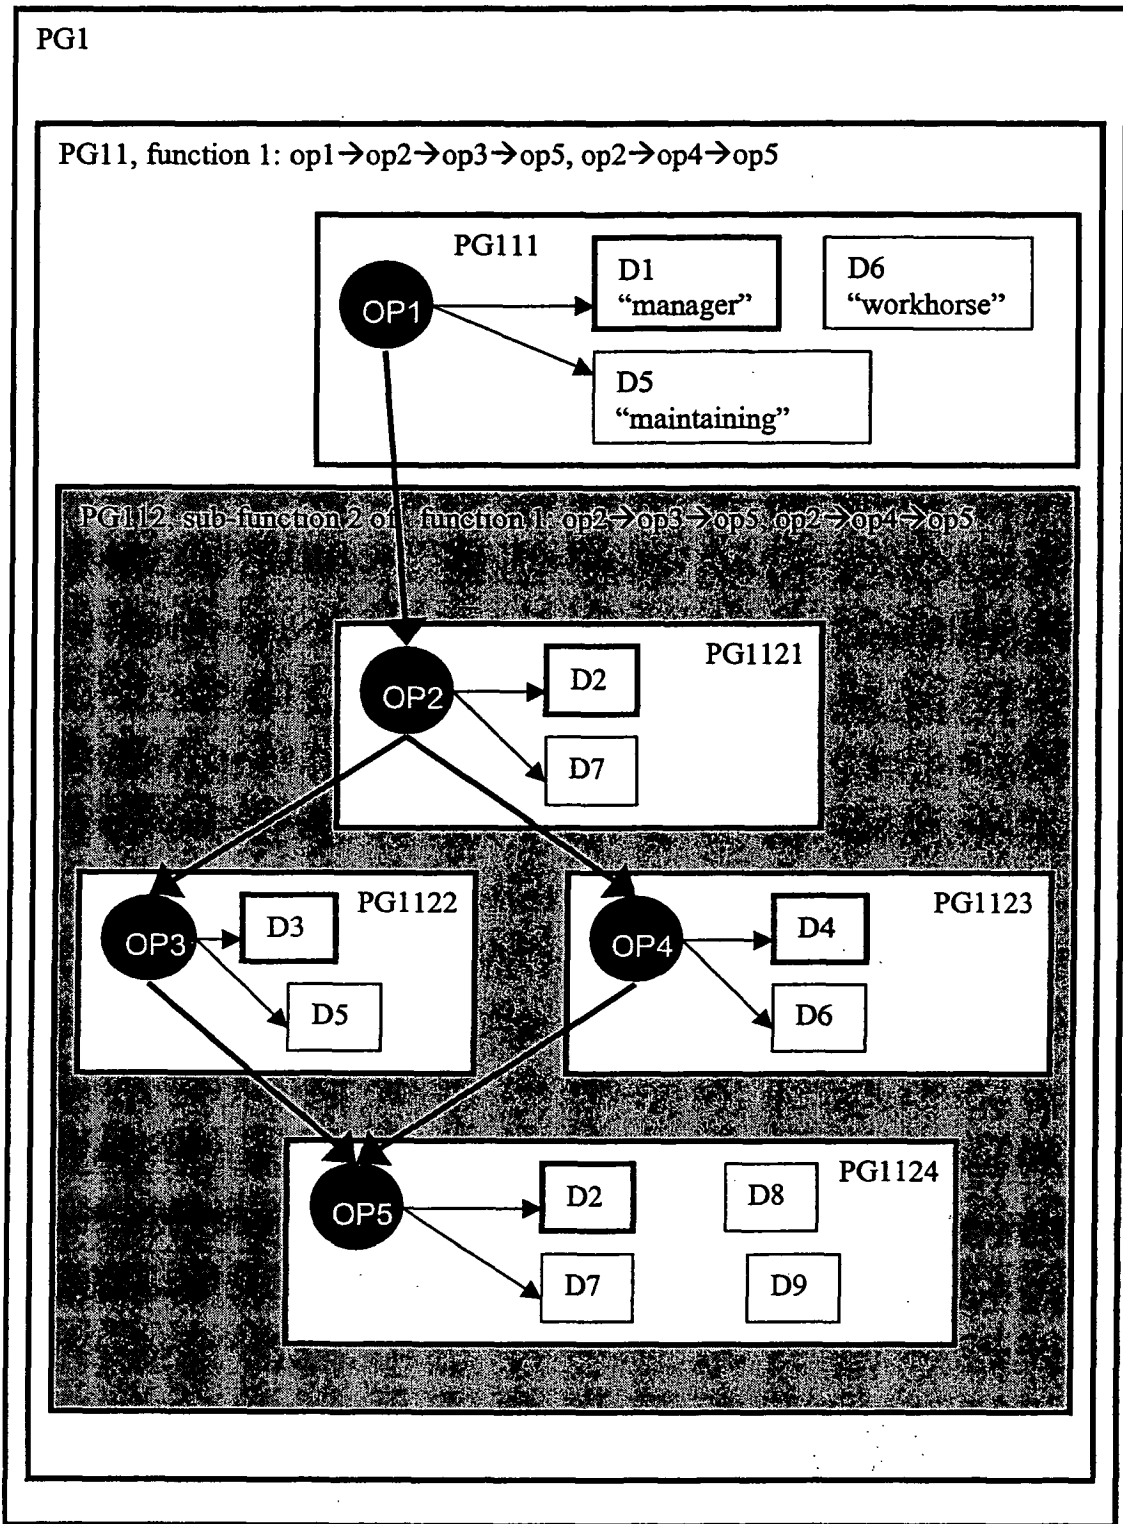 PG1
PG11, function 1: op1→op2→op3→op5, op2→op4→op5
PG111
OP1
D1
“manager”
D6
“workhorse”
D5
“maintaining”
PG112, sub-function 2 of function 1: op2→op3→op5, op2→op4→op5
PG1121
OP2
D2
D7
PG1122
OP3
D3
D5
PG1123
OP4
D4
D6
PG1124
OP5
D2
D8
D7
D9